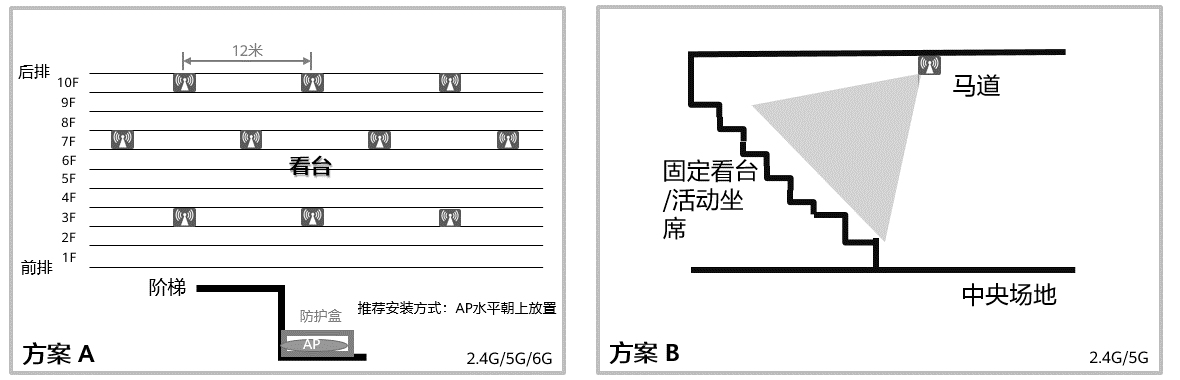 12米
后排
10F
9F
8F
7F
6F
看台
5F
4F
3F
2F
1F
前排
阶梯
推荐安装方式：AP水平朝上放置
防护盒
AP
方案 A
2.4G/5G/6G
马道
固定看台
/活动坐
席
中央场地
方案 B
2.4G/5G